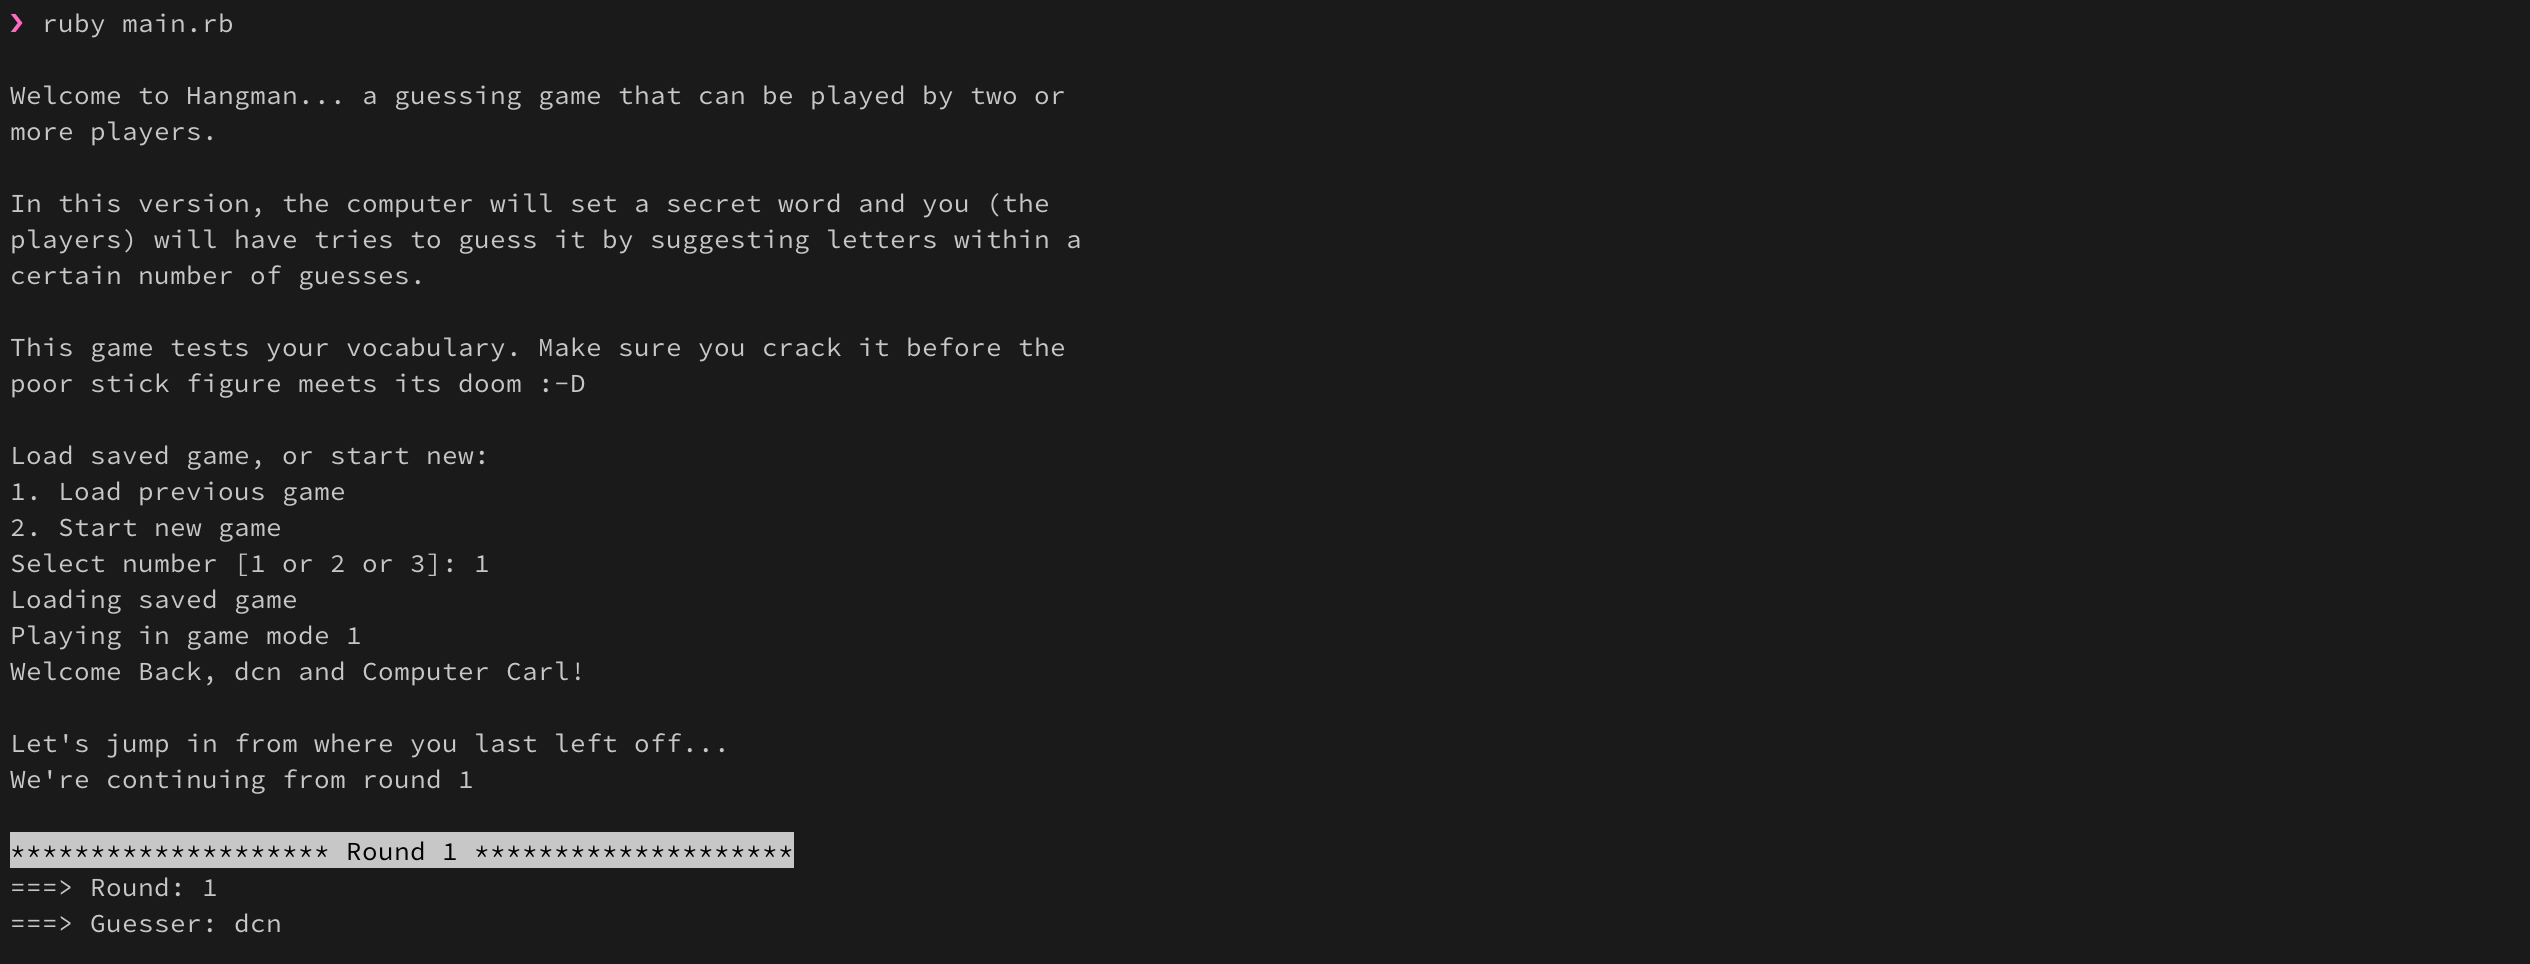 ❯ ruby main.rb
Welcome to Hangman... a guessing game that can be played by two or
more players.
In this version, the computer will set a secret word and you (the
players) will have tries to guess it by suggesting letters within a
certain number of guesses.
This game tests your vocabulary. Make sure you crack it before the
poor stick figure meets its doom :-D
Load saved game, or start new:
1. Load previous game
2. Start new game
Select number [1 or 2 or 3]: 1
Loading saved game
Playing in game mode 1
Welcome Back, dcn and Computer Carl!
Let's jump in from where you last left off...
We're continuing from round 1
******************** Round 1 ********************
===> Round: 1
===> Guesser: dcn